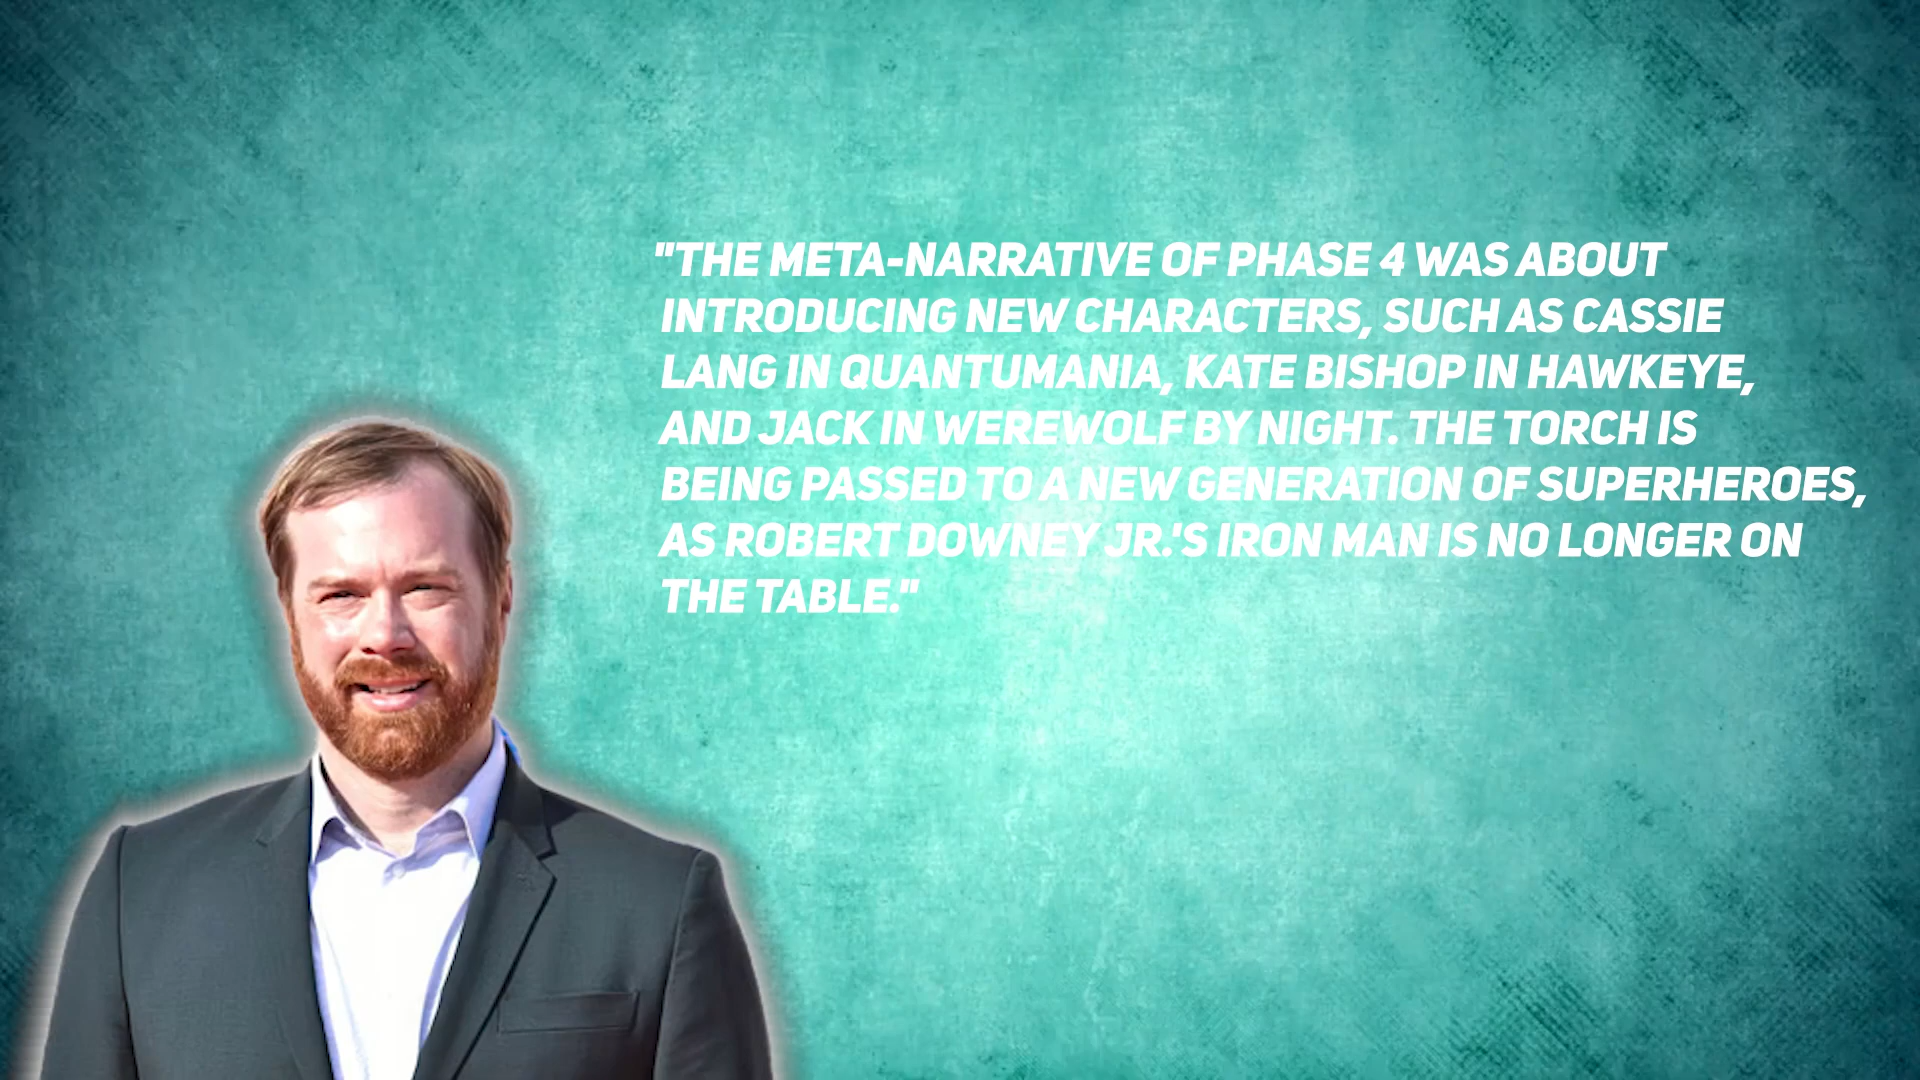 "THE META-NARRATIVE OF PHASE 4 WAS ABOUT
INTRODUCING NEW CHARACTERS, SUCH AS CASSIE
LANG IN QUANTUMANIA, KATE BISHOP IN HAWKEYE,
AND JACK IN WEREWOLF BY NIGHT. THE TORCH IS
BEING PASSED TO A NEW GENERATION OF SUPERHEROES,
AS ROBERT DOWNEY JR.'S IRON MAN IS NO LONGER ON
THE TABLE."